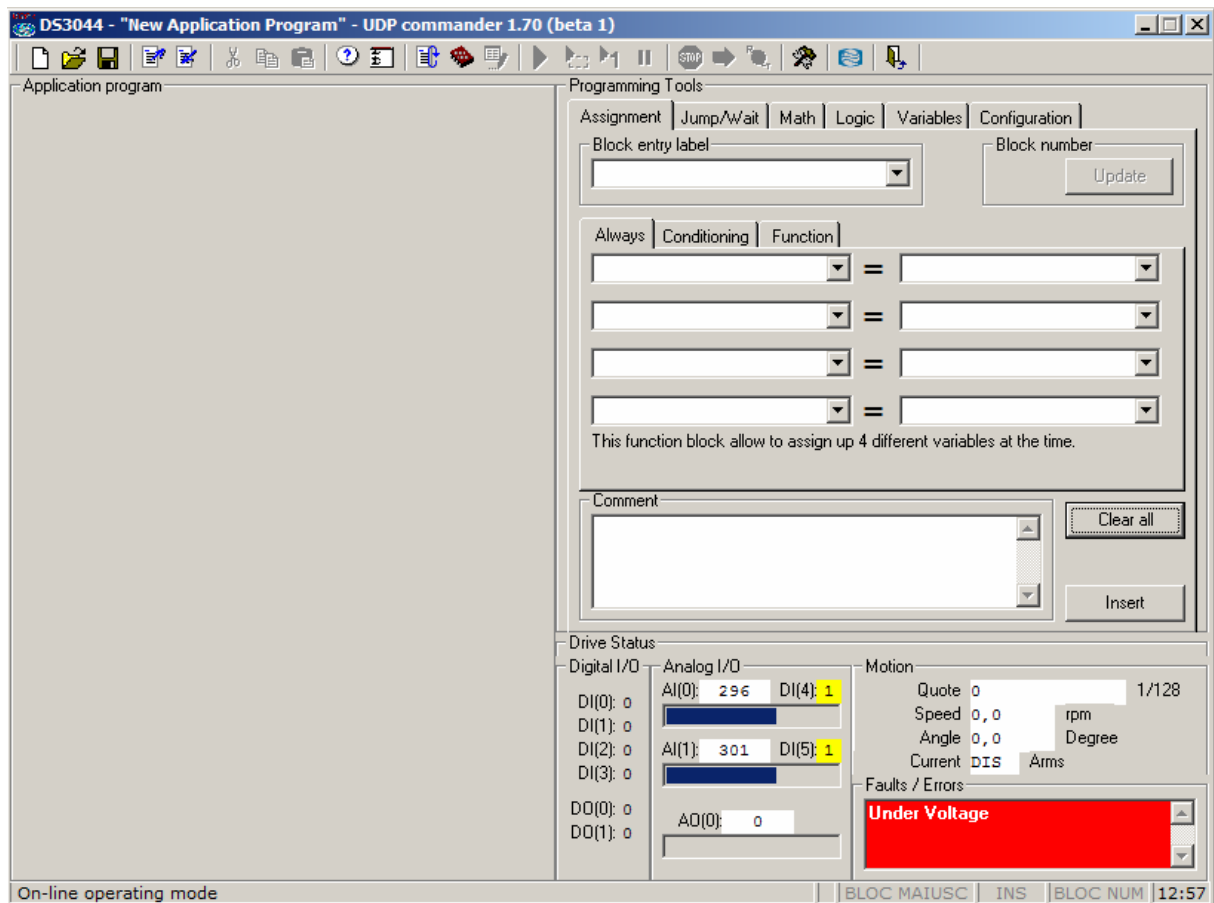 DS3044 - "New Application Program" - UDP commander 1.70 (beta 1)
STOP
Application program
Programming Tools
Assignment Jump/Wait Math Logic Variables Configuration
Block entry label
Block number
Update
Always Conditioning Function
=
=
=
=
This function block allow to assign up 4 different variables at the time.
Comment
Clear all
Insert
Drive Status
Digital I/O
DI(0): 0
DI(1): 0
DI(2): 0
DI(3): 0
DO(0): 0
DO(1): 0
Analog I/O
AI(0): 296 DI(4): 1
AI(1): 301 DI(5): 1
AO(0): 0
Motion
Quote 0 1/128
Speed 0,0 rpm
Angle 0,0 Degree
Current DIS Arms
Faults / Errors
Under Voltage
On-line operating mode
BLOC MAIUSC INS BLOC NUM 12:57